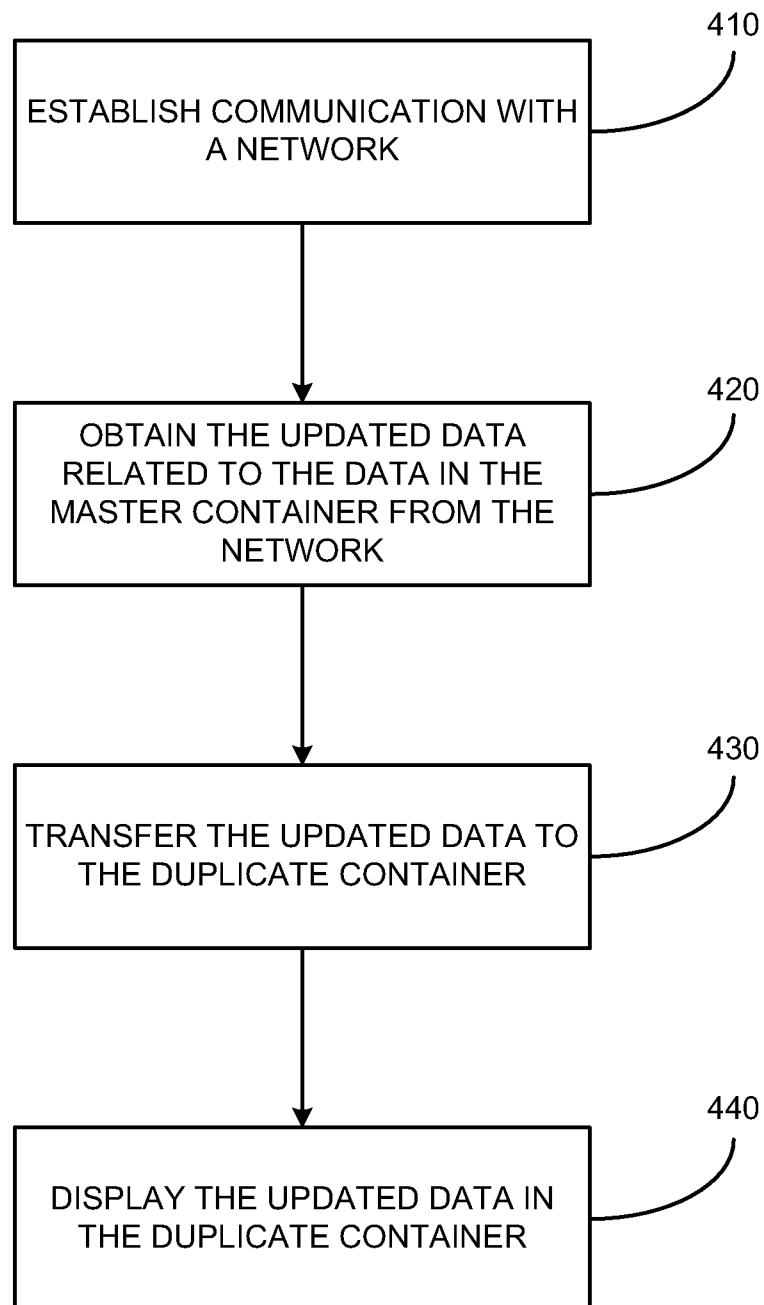 410
ESTABLISH COMMUNICATION WITH
A NETWORK
420
OBTAIN THE UPDATED DATA
RELATED TO THE DATA IN THE
MASTER CONTAINER FROM THE
NETWORK
430
TRANSFER THE UPDATED DATA TO
THE DUPLICATE CONTAINER
440
DISPLAY THE UPDATED DATA IN
THE DUPLICATE CONTAINER